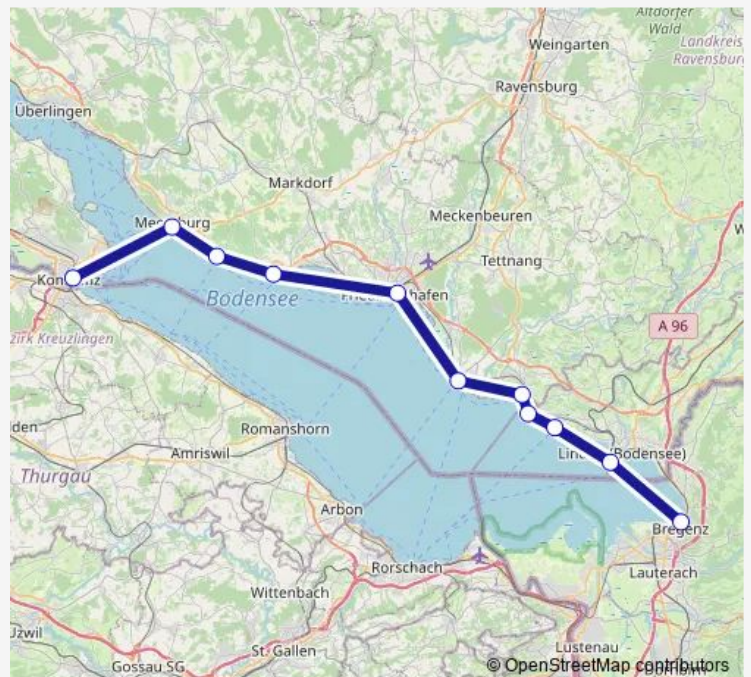 Altdorfer
Wald
Weingarten
Landkreis
Ravensburg
Ravensburg
Überlingen
Markdorf
Meckenbeuren
Tettnang
Bodensee
A 96
Romanshorn
Amriswil
Thurgau
(Bodensee)
Arbon
Bregenz
Rorschach
Lauterach
Wittenbach
St. Gallen
Gossau SG
Lustenau
© OpenStreetMap contributors